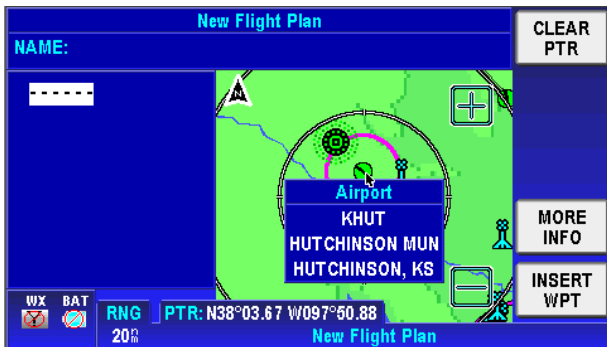 New Flight Plan
NAME:
CLEAR
PTR
------
N
Airport
KHUT
HUTCHINSON MUN
HUTCHINSON, KS
MORE
INFO
INSERT
WPT
WX BAT
RNG
20
PTR: N38°03.67 W097°50.88
New Flight Plan